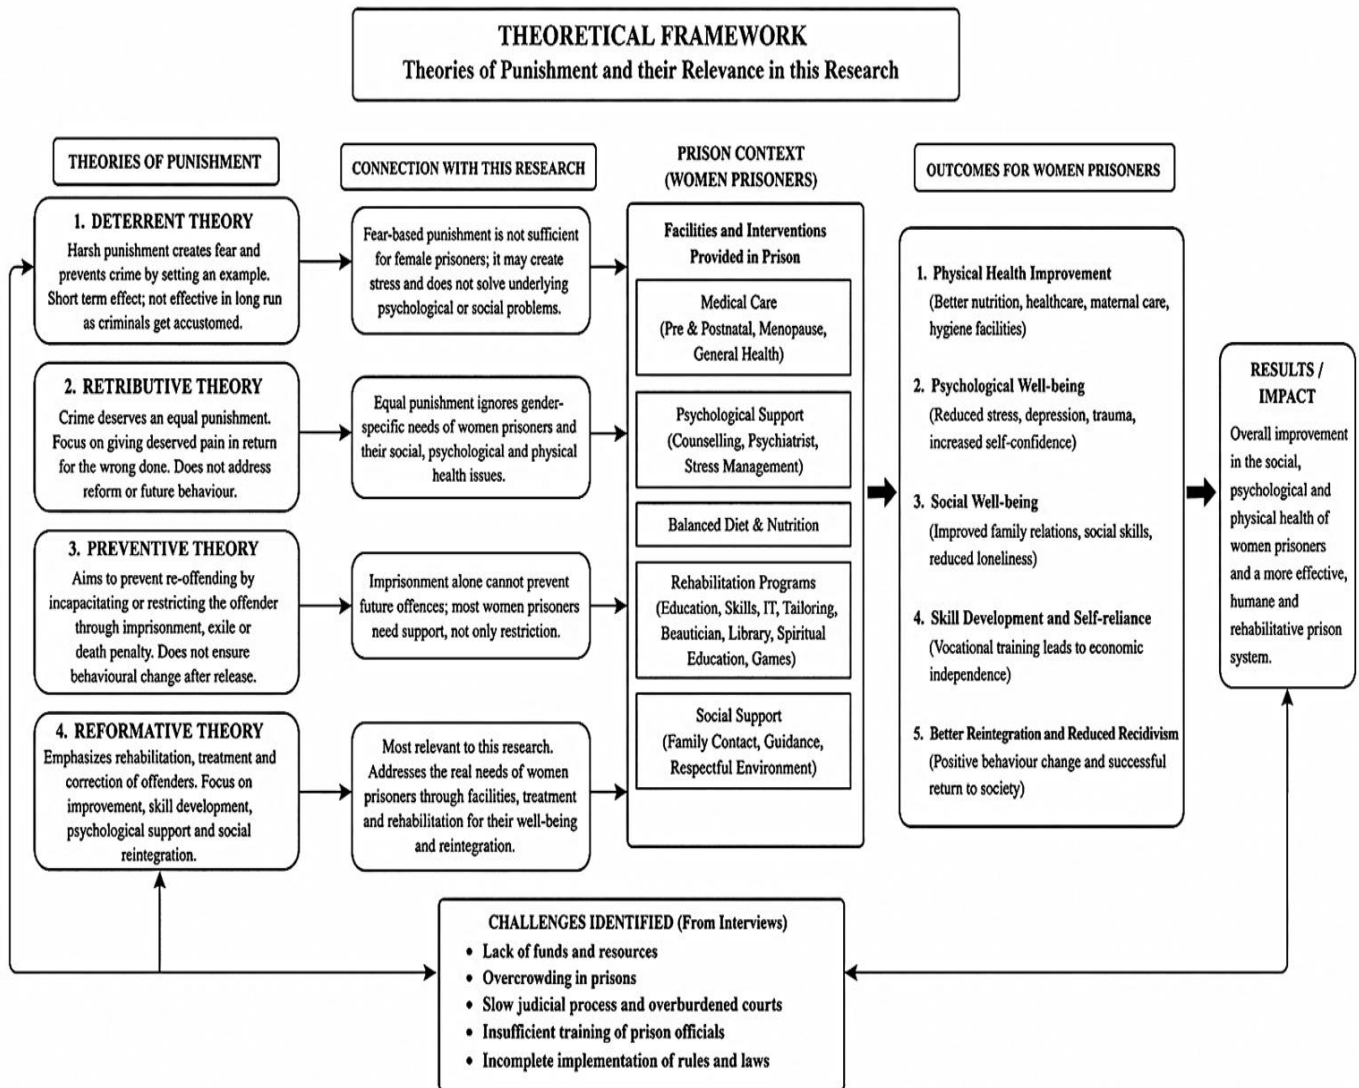 THEORETICAL FRAMEWORK
Theories of Punishment and their Relevance in this Research
THEORIES OF PUNISHMENT
1. DETERRENT THEORY
Harsh punishment creates fear and
prevents crime by setting an example.
Short term effect; not effective in long run
as criminals get accustomed.
2. RETRIBUTIVE THEORY
Crime deserves an equal punishment.
Focus on giving deserved pain in return
for the wrong done. Does not address
reform or future behaviour.
3. PREVENTIVE THEORY
Aims to prevent re-offending by
incapacitating or restricting the offender
through imprisonment, exile or
death penalty. Does not ensure
behavioural change after release.
4. REFORMATIVE THEORY
Emphasizes rehabilitation, treatment and
correction of offenders. Focus on
improvement, skill development,
psychological support and social
reintegration.
CONNECTION WITH THIS RESEARCH
Fear-based punishment is not sufficient
for female prisoners; it may create
stress and does not solve underlying
psychological or social problems.
Equal punishment ignores gender-
specific needs of women prisoners and
their social, psychological and physical
health issues.
Imprisonment alone cannot prevent
future offences; most women prisoners
need support, not only restriction.
Most relevant to this research.
Addresses the real needs of women
prisoners through facilities, treatment
and rehabilitation for their well-being
and reintegration.
PRISON CONTEXT
(WOMEN PRISONERS)
Facilities and Interventions
Provided in Prison
Medical Care
(Pre & Postnatal, Menopause,
General Health)
Psychological Support
(Counselling, Psychiatrist,
Stress Management)
Balanced Diet & Nutrition
Rehabilitation Programs
(Education, Skills, IT, Tailoring,
Beautician, Library, Spiritual
Education, Games)
Social Support
(Family Contact, Guidance,
Respectful Environment)
OUTCOMES FOR WOMEN PRISONERS
1. Physical Health Improvement
(Better nutrition, healthcare, maternal care,
hygiene facilities)
2. Psychological Well-being
(Reduced stress, depression, trauma,
increased self-confidence)
3. Social Well-being
(Improved family relations, social skills,
reduced loneliness)
4. Skill Development and Self-reliance
(Vocational training leads to economic
independence)
5. Better Reintegration and Reduced Recidivism
(Positive behaviour change and successful
return to society)
RESULTS /
IMPACT
Overall improvement
in the social,
psychological and
physical health of
women prisoners
and a more effective,
humane and
rehabilitative prison
system.
CHALLENGES IDENTIFIED (From Interviews)
• Lack of funds and resources
• Overcrowding in prisons
• Slow judicial process and overburdened courts
• Insufficient training of prison officials
• Incomplete implementation of rules and laws